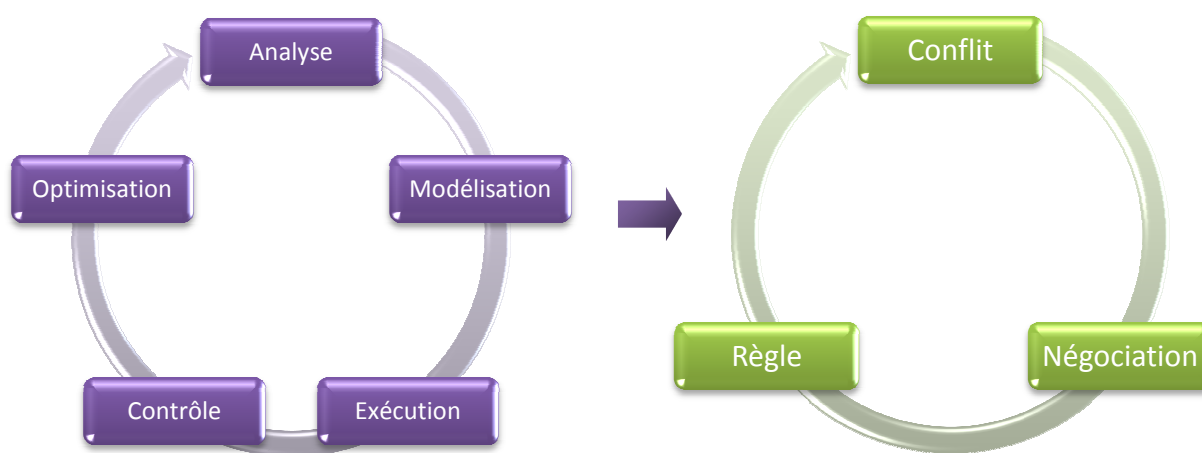 Analyse
Modélisation
Exécution
Contrôle
Optimisation
Conflit
Négociation
Règle